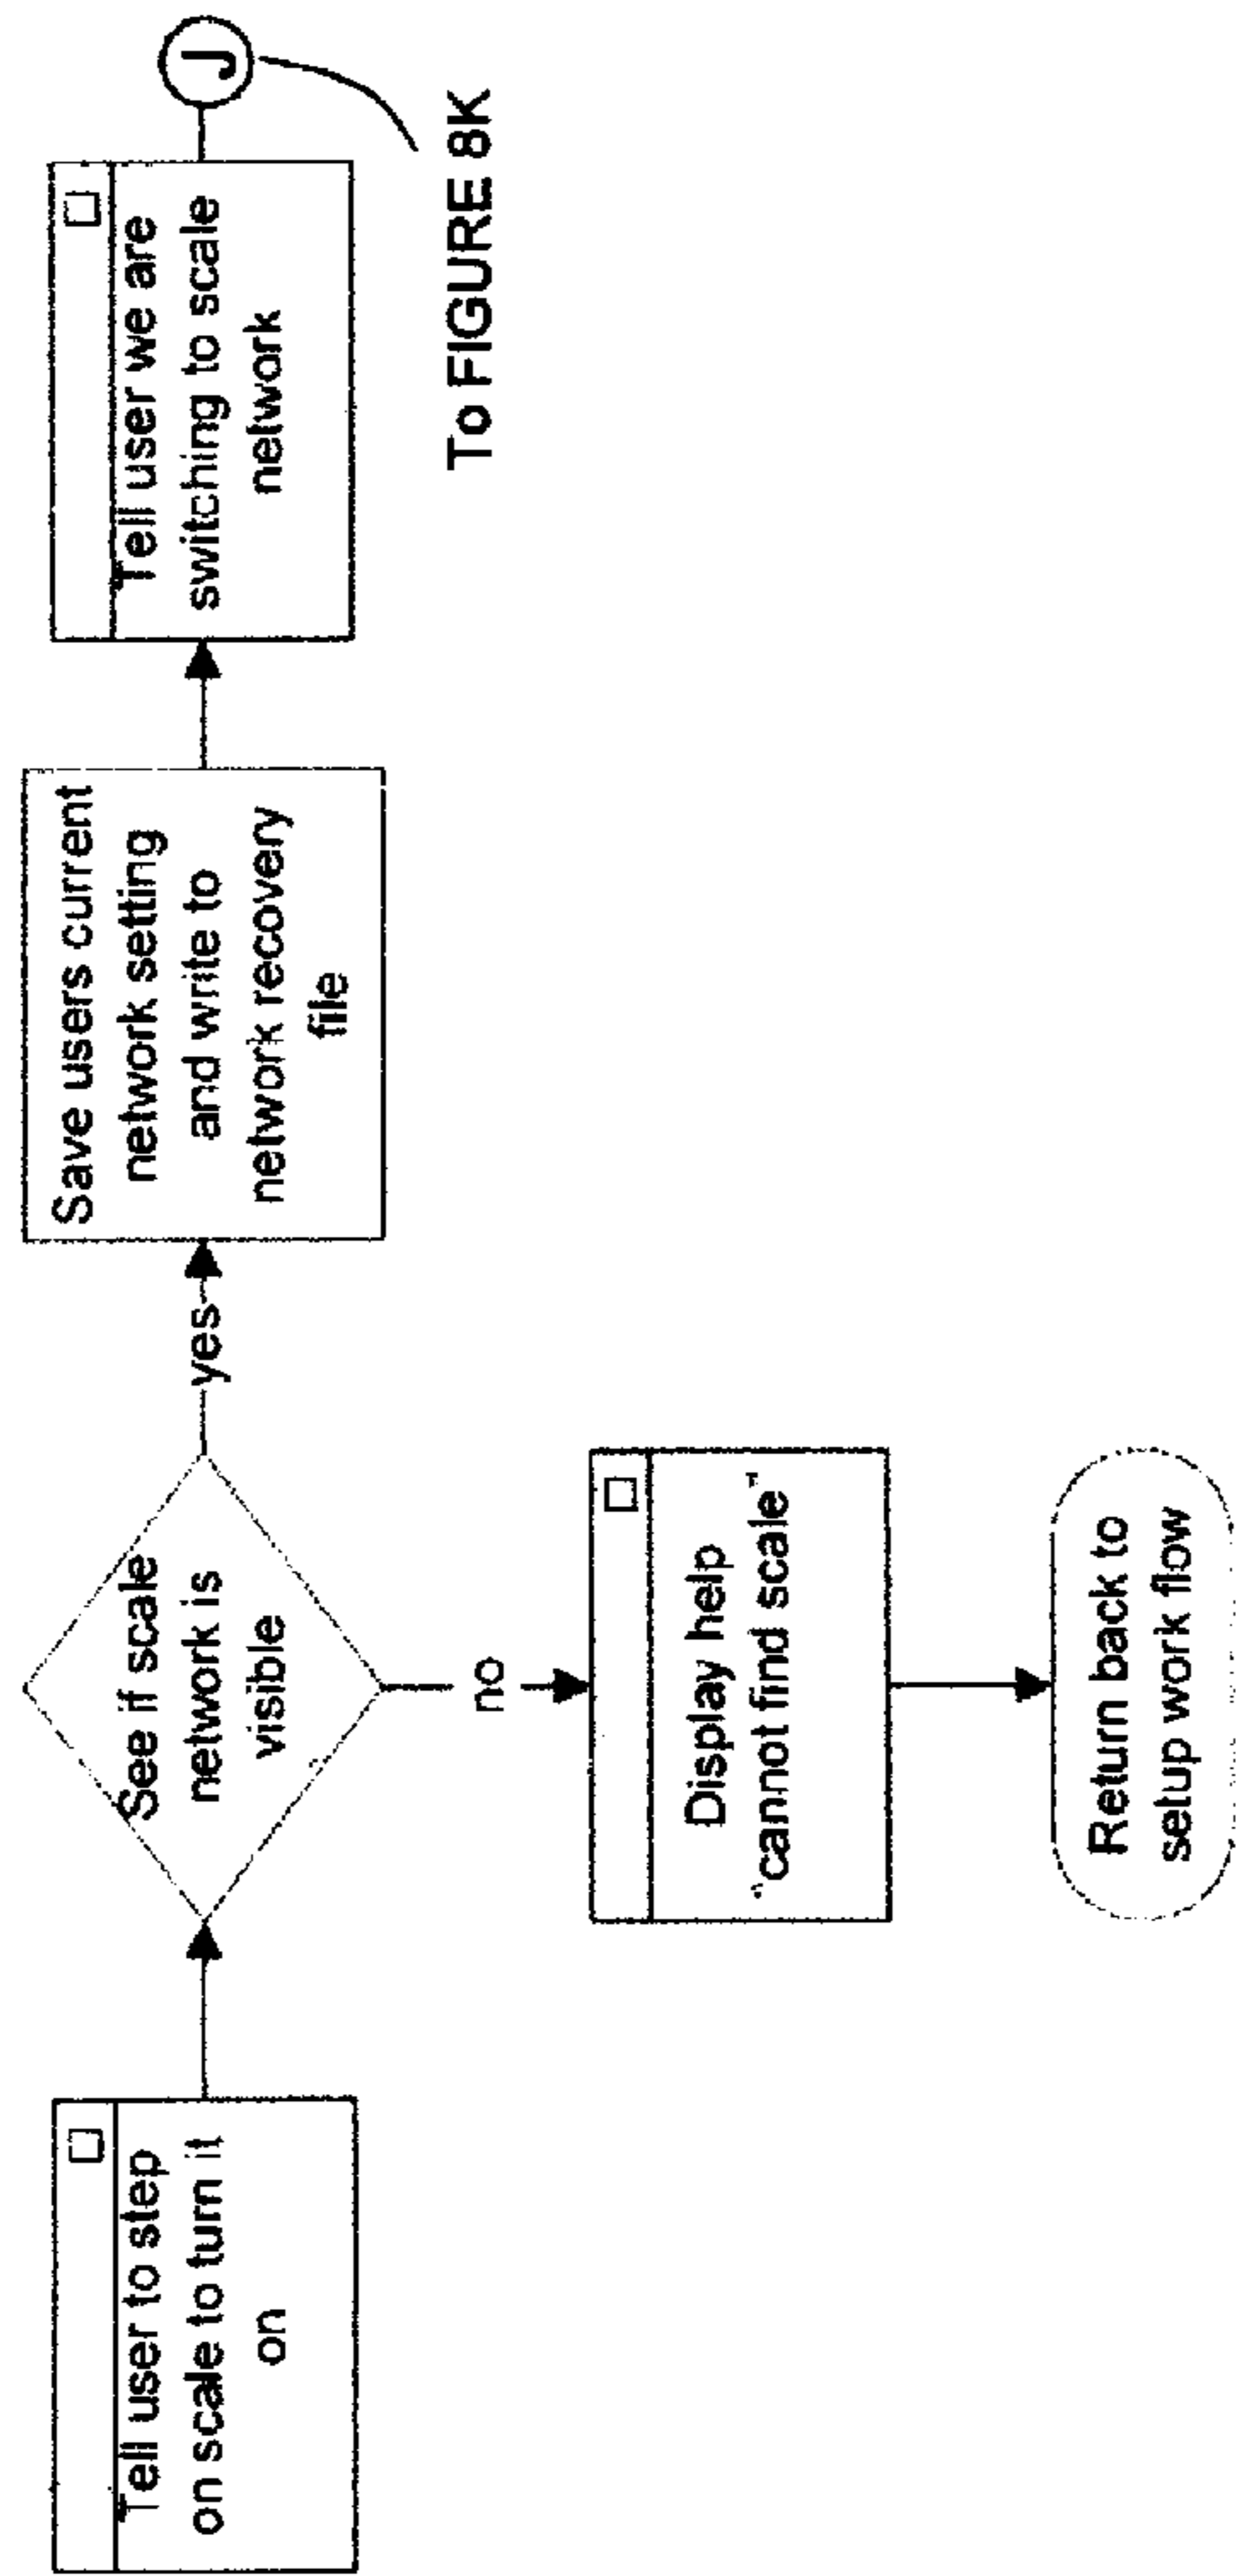 Tell user to step
on scale to turn it
on
See if scale
network is
visible
yes
Save users current
network setting
and write to
network recovery
file
Tell user we are
switching to scale
network
J
To FIGURE 8K
no
Display help
"cannot find scale"
Return back to
setup work flow